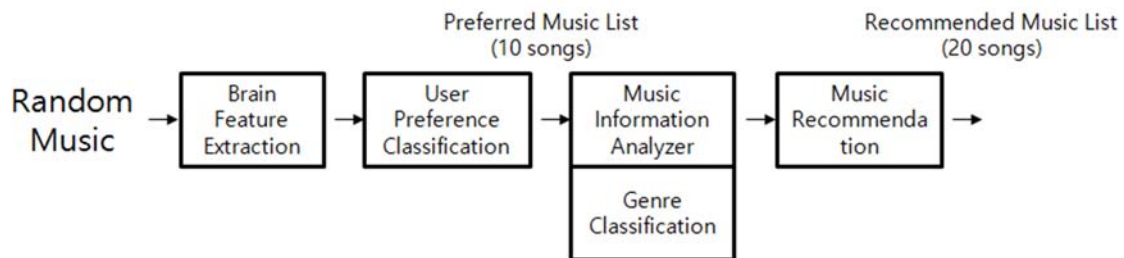 Preferred Music List
(10 songs)
Recommended Music List
(20 songs)
Random
Music
Brain
Feature
Extraction
User
Preference
Classification
Music
Information
Analyzer
Genre
Classification
Music
Recommenda
tion